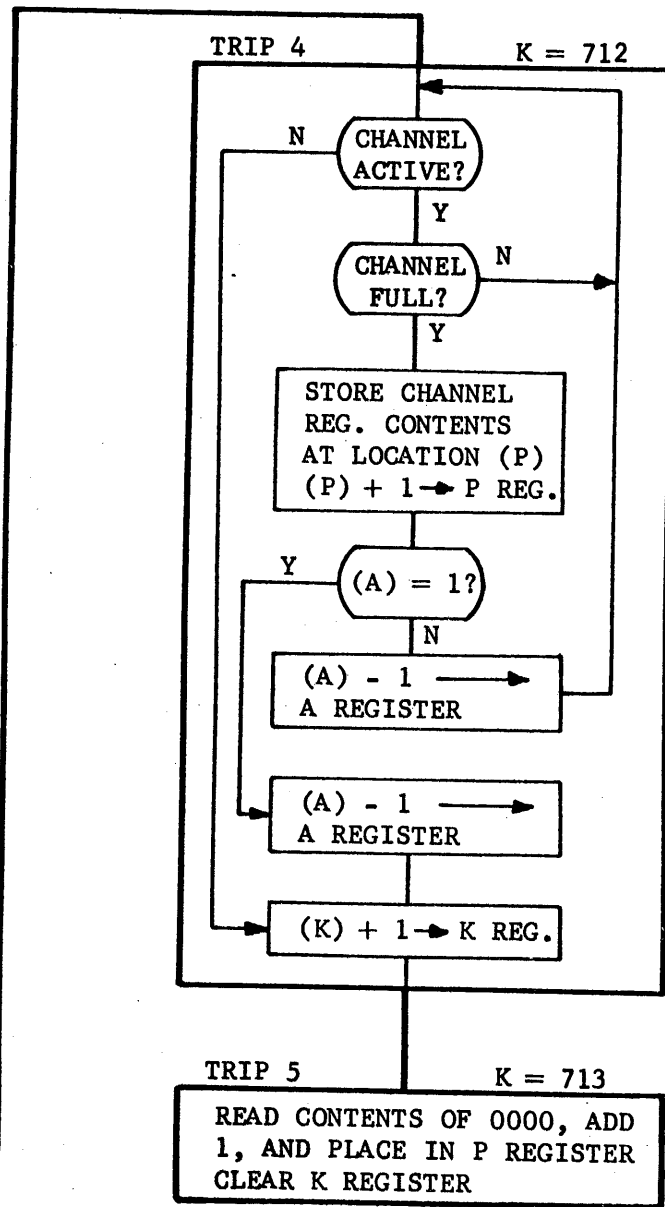 TRIP 4 K = 712
CHANNEL
ACTIVE?
N
Y
CHANNEL
FULL?
N
Y
STORE CHANNEL
REG. CONTENTS
AT LOCATION (P)
(P) + 1 → P REG.
Y
(A) = 1?
N
(A) - 1 →
A REGISTER
(A) - 1 →
A REGISTER
(K) + 1 → K REG.
TRIP 5 K = 713
READ CONTENTS OF 0000, ADD
1, AND PLACE IN P REGISTER
CLEAR K REGISTER